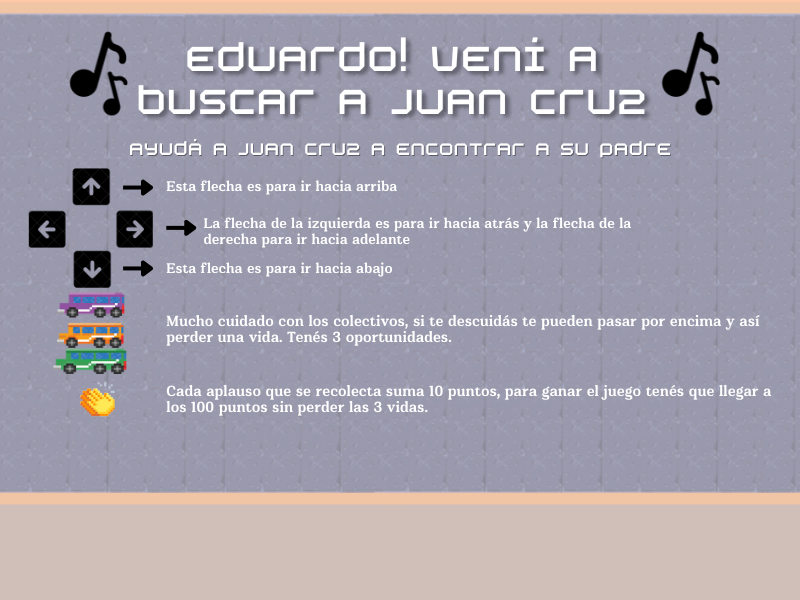 Eduardo! Vení a
buscar a Juan Cruz
Ayudá a Juan Cruz a encontrar a su padre
Esta flecha es para ir hacia arriba
La flecha de la izquierda es para ir hacia atrás y la flecha de la
derecha para ir hacia adelante
Esta flecha es para ir hacia abajo
Mucho cuidado con los colectivos, si te descuidás te pueden pasar por encima y así
perder una vida. Tenés 3 oportunidades.
Cada aplauso que se recolecta suma 10 puntos, para ganar el juego tenés que llegar a
los 100 puntos sin perder las 3 vidas.